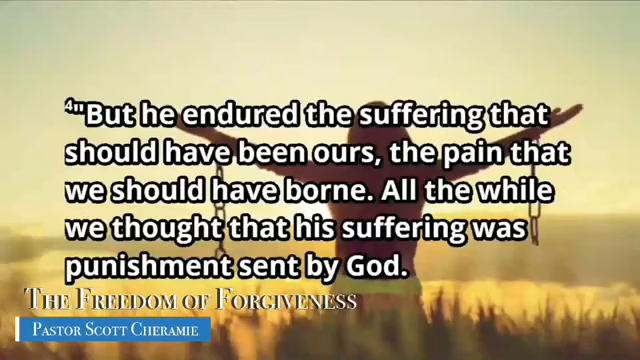 4"But he endured the suffering that
should have been ours, the pain that
we should have borne. All the while
we thought that his suffering was
punishment sent by God.
The Freedom of Forgiveness
Pastor Scott Cheramie